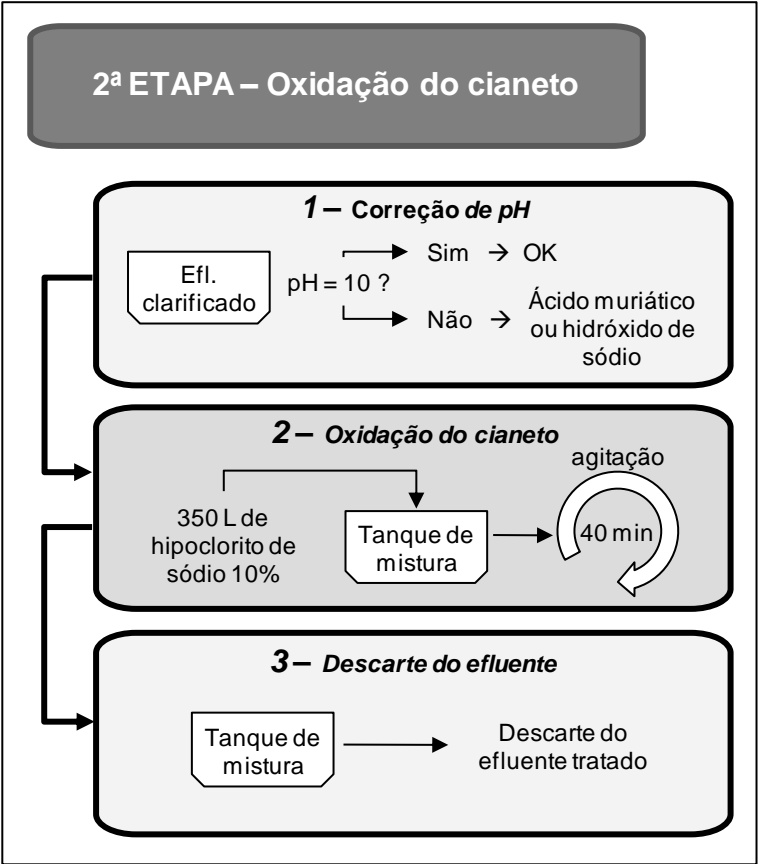 2ª ETAPA – Oxidação do cianeto
1 – Correção de pH
Efl.
clarificado
pH = 10 ?
Sim → OK
Não →
Ácido muriático
ou hidróxido de
sódio
2 – Oxidação do cianeto
350 L de
hipoclorito de
sódio 10%
Tanque de
mistura
agitação
40 min
3 – Descarte do efluente
Tanque de
mistura
Descarte do
efluente tratado